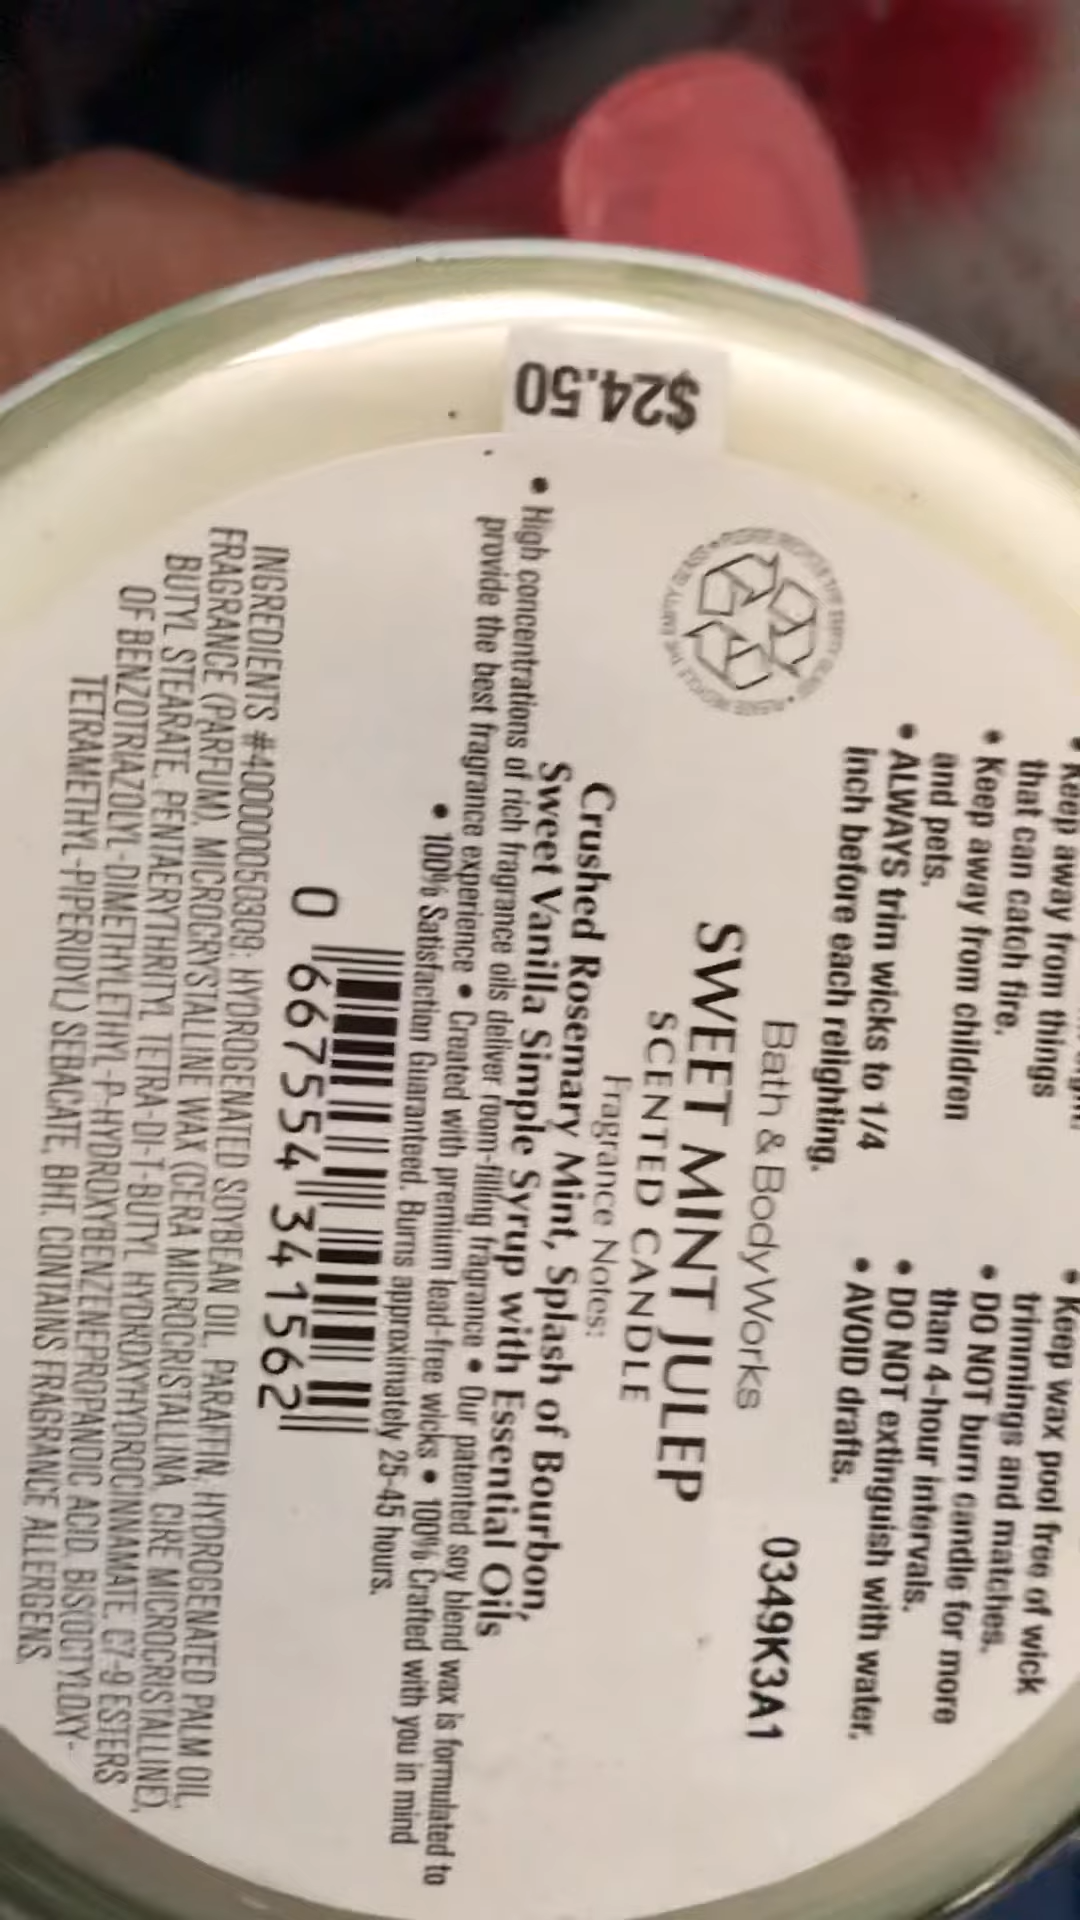 $24.50
Keep away from things
that can catch fire.
• Keep away from children
and pets.
• ALWAYS trim wicks to 1/4
inch before each relighting.
• Keep wax pool free of wick
trimmings and matches.
• DO NOT burn candle for more
than 4-hour intervals.
• DO NOT extinguish with water.
• AVOID drafts.
Bath & Body Works
0349K3A1
SWEET MINT JULEP
SCENTED CANDLE
Fragrance Notes:
Crushed Rosemary Mint, Splash of Bourbon,
Sweet Vanilla Simple Syrup with Essential Oils
• High concentrations of rich fragrance oils deliver room-filling fragrance • Our patented soy blend wax is formulated to
provide the best fragrance experience • Created with premium lead-free wicks • 100% Crafted with you in mind
• 100% Satisfaction Guaranteed. Burns approximately 25-45 hours.
0 667554 341562
INGREDIENTS #40000050309: HYDROGENATED SOYBEAN OIL, PARAFFIN, HYDROGENATED PALM OIL,
FRAGRANCE (PARFUM), MICROCRYSTALLINE WAX (CERA MICROCRISTALLINA, CIRE MICROCRISTALLINE),
BUTYL STEARATE, PENTAERYTHRITYL TETRA-DI-T-BUTYL HYDROXYHYDROCINNAMATE, C7-9 ESTERS
OF BENZOTRIAZOLYL-DIMETHYLETHYL-P-HYDROXYBENZENEPROPANOIC ACID, BIS(OCTYLOXY-
TETRAMETHYL-PIPERIDYL) SEBACATE, BHT. CONTAINS FRAGRANCE ALLERGENS.